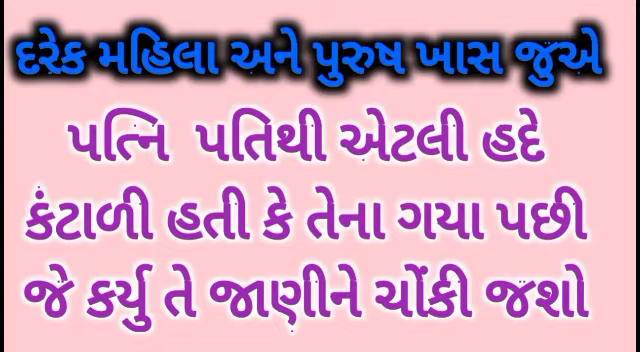 દરેક મહિલા અને પુરુષ ખાસ જુએ
પત્નિ પતિથી એટલી હદે
કંટાળી હતી કે તેના ગયા પછી
જે કર્યુ તે જાણીને ચોંકી જશો